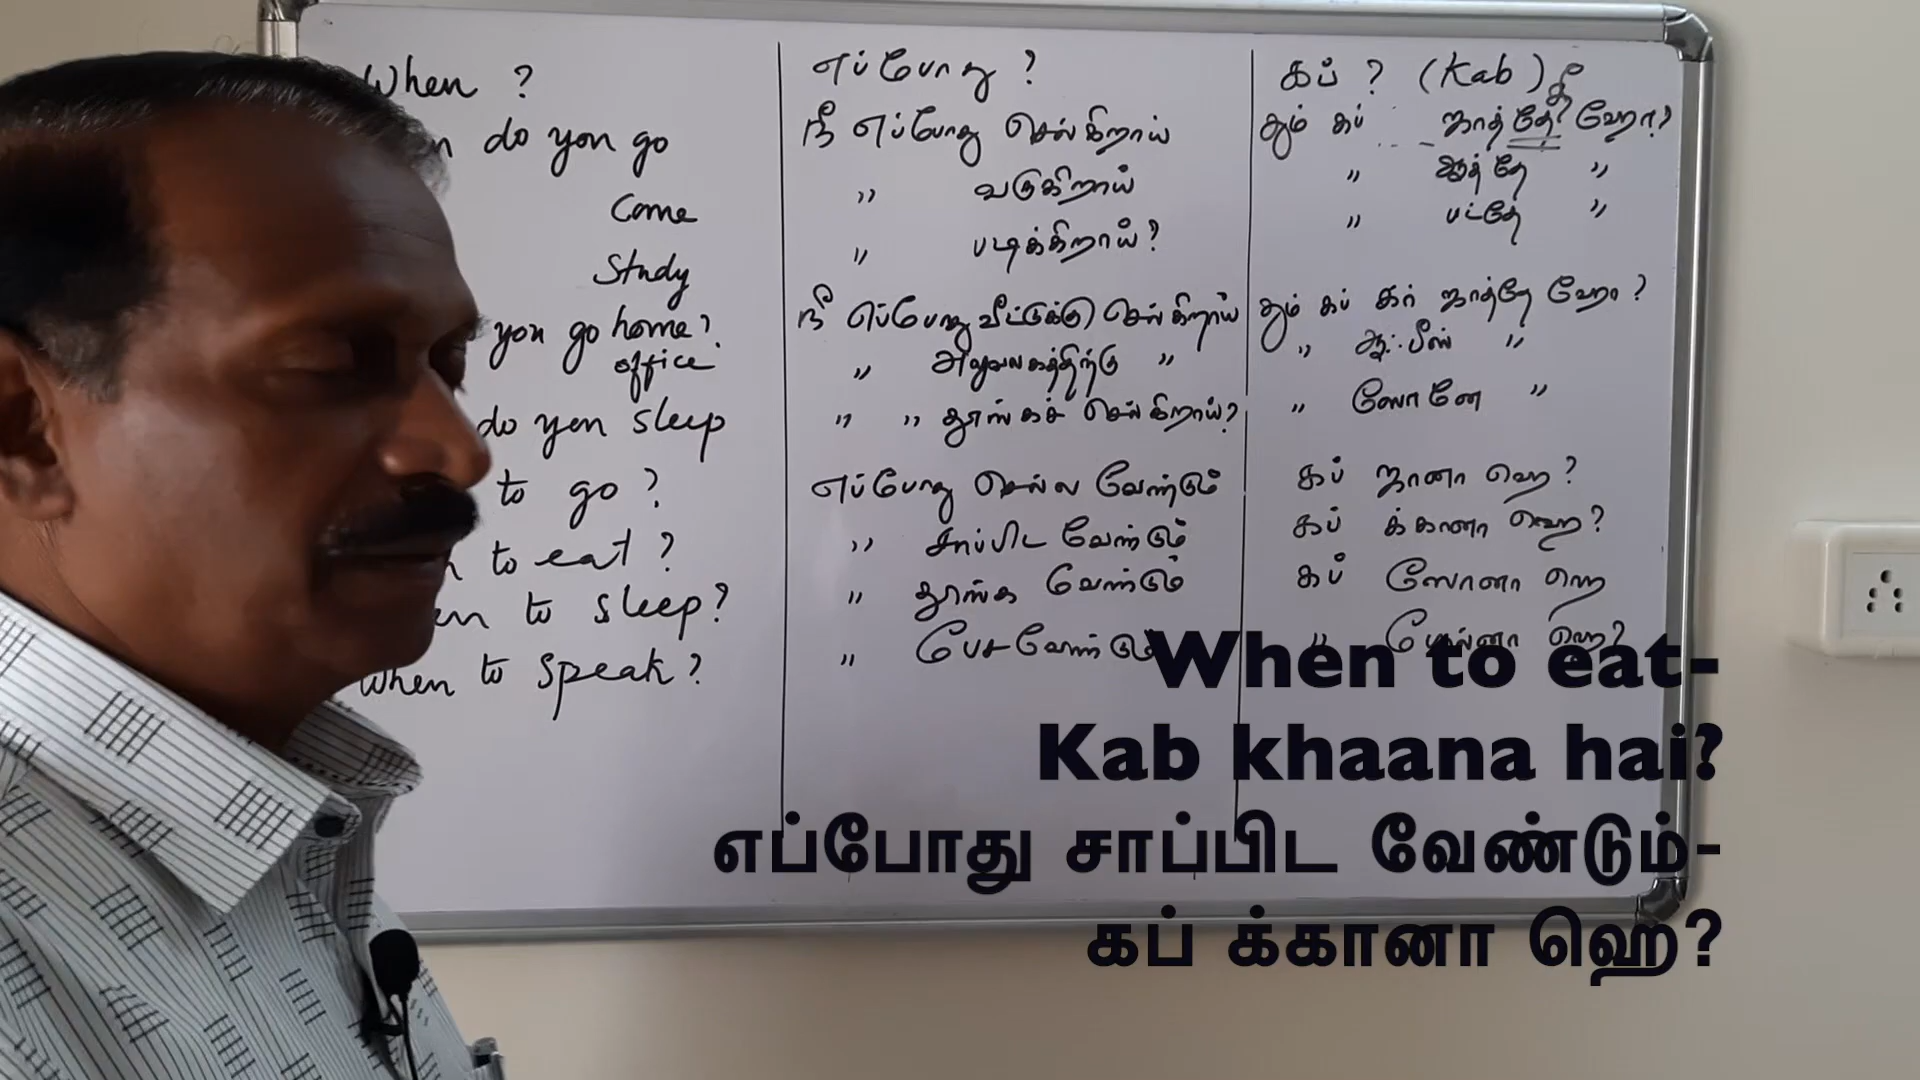 When ?
do you go
Come
Study
you go home?
office
do you sleep
to go ?
to eat ?
to sleep?
When to speak?
எப்போது ?
நீ எப்போது செல்கிறாய்
" வருகிறாய்
" படிக்கிறாய்?
நீ எப்போது வீட்டுக்கு செல்கிறாய்
" அலுவலகத்திற்கு "
" " தூங்கச் செல்கிறாய்?
எப்போது செல்ல வேண்டும்
" சாப்பிட வேண்டும்
" தூங்க வேண்டும்
" பேச வேண்டும்
கப் ? (Kab)
தீ
தும் கப் ஜாத்தே ஹோ?
" ஆத்தே "
" பட்தே "
தும் கப் கர் ஜாத்தே ஹோ?
" ஆஃபீஸ் "
" ஸோனே "
கப் ஜானா ஹை?
கப் க்கானா ஹை?
கப் ஸோனா ஹை
" ஹை?
When to eat-
Kab khaana hai?
எப்போது சாப்பிட வேண்டும்-
கப் க்கானா ஹை?